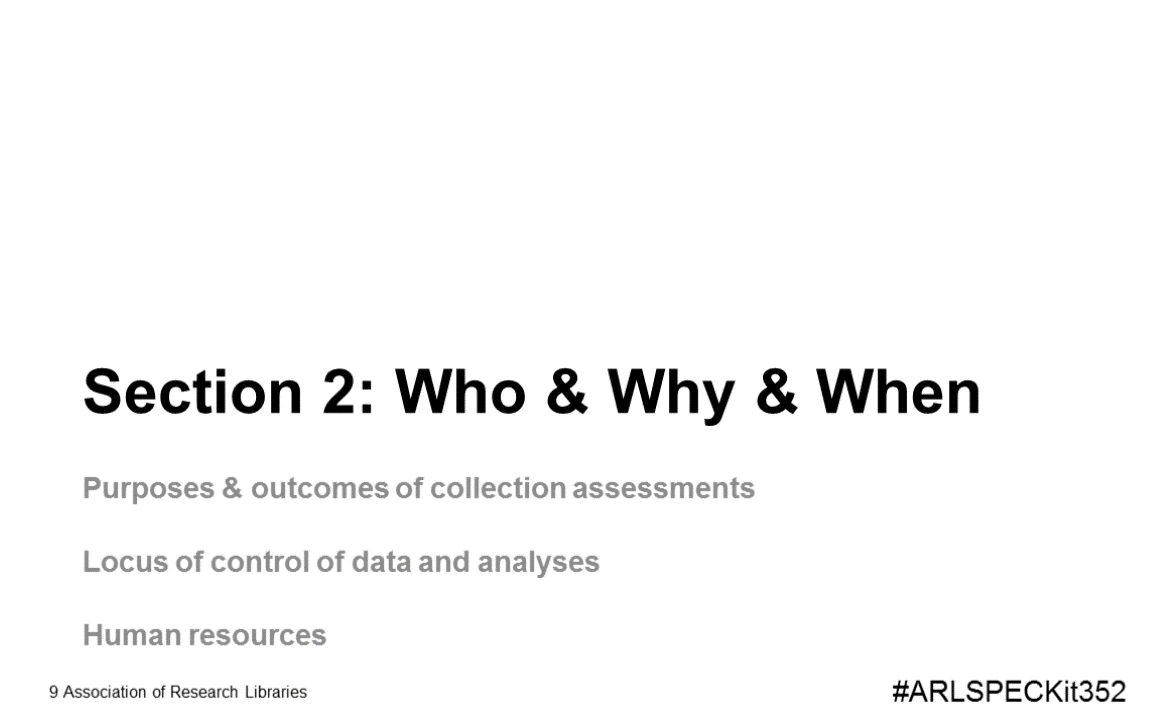 Section 2: Who & Why & When
Purposes & outcomes of collection assessments
Locus of control of data and analyses
Human resources
9 Association of Research Libraries
#ARLSPECKit352